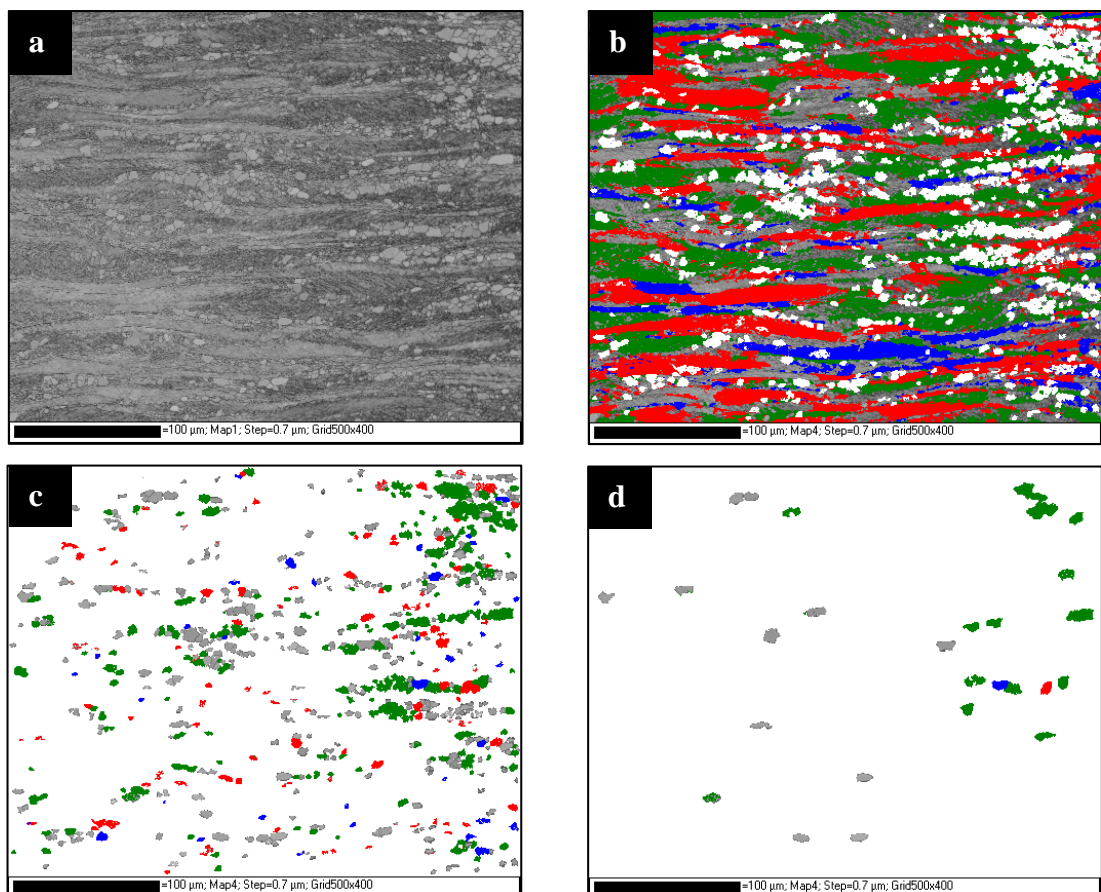 a
b
=100 µm; Map1; Step=0.7 µm; Grid500x400
=100 µm; Map4; Step=0.7 µm; Grid500x400
c
d
=100 µm; Map4; Step=0.7 µm; Grid500x400
=100 µm; Map4; Step=0.7 µm; Grid500x400